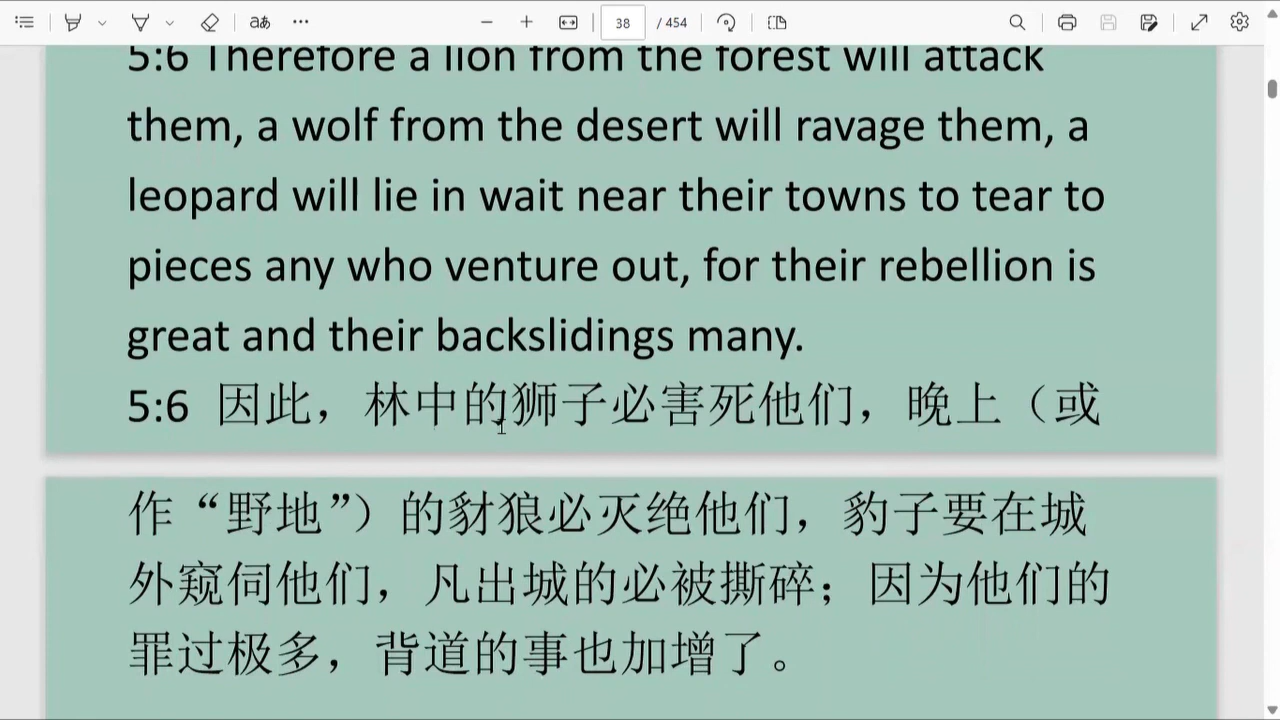 aあ
38
/ 454
5:6 Therefore a lion from the forest will attack
them, a wolf from the desert will ravage them, a
leopard will lie in wait near their towns to tear to
pieces any who venture out, for their rebellion is
great and their backslidings many.
5:6 因此，林中的狮子必害死他们，晚上（或
作“野地”）的豺狼必灭绝他们，豹子要在城
外窥伺他们，凡出城的必被撕碎；因为他们的
罪过极多，背道的事也加增了。